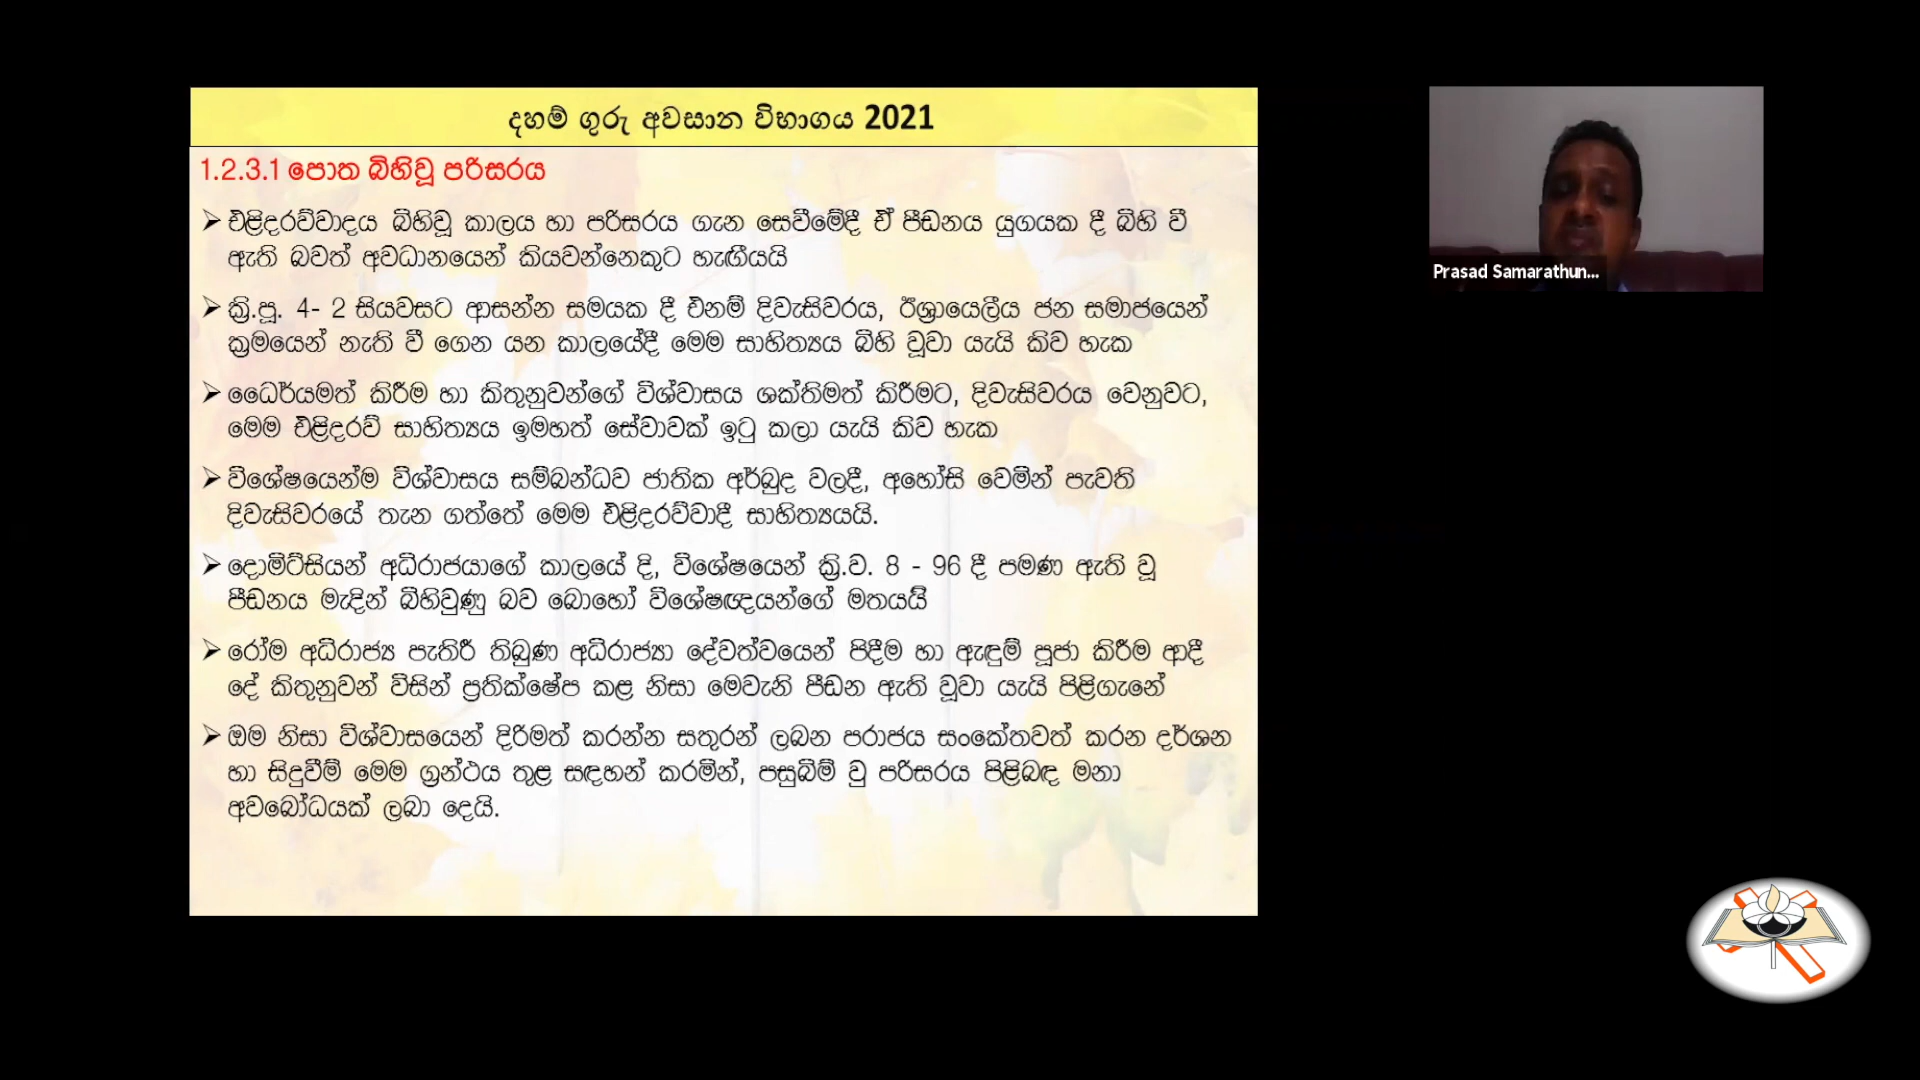 දහම් ගුරු අවසාන විභාගය 2021
1.2.3.1 පොත බිහිවූ පරිසරය
➢ එළිදරව්වාදය බිහිවූ කාලය හා පරිසරය ගැන සෙවීමේදී ඒ පීඩනය යුගයක දී බිහි වී
ඇති බවත් අවධානයෙන් කියවන්නෙකුට හැඟීයයි
➢ ක්‍රි.පූ. 4- 2 සියවසට ආසන්න සමයක දී එනම් දිවැසිවරය, ඊශ්‍රායෙලීය ජන සමාජයෙන්
ක්‍රමයෙන් නැති වී ගෙන යන කාලයේදී මෙම සාහිත්‍යය බිහි වූවා යැයි කිව හැක
➢ ධෛර්යමත් කිරීම හා කිතුනුවන්ගේ විශ්වාසය ශක්තිමත් කිරීමට, දිවැසිවරය වෙනුවට,
මෙම එළිදරව් සාහිත්‍යය ඉමහත් සේවාවක් ඉටු කලා යැයි කිව හැක
➢ විශේෂයෙන්ම විශ්වාසය සම්බන්ධව ජාතික අර්බුද වලදී, අහෝසි වෙමින් පැවති
දිවැසිවරයේ තැන ගත්තේ මෙම එළිදරව්වාදී සාහිත්‍යයයි.
➢ දොමිට්සියන් අධිරාජයාගේ කාලයේ දි, විශේෂයෙන් ක්‍රි.ව. 8 - 96 දී පමණ ඇති වූ
පීඩනය මැදින් බිහිවුණු බව බොහෝ විශේෂඥයන්ගේ මතයයි
➢ රෝම අධිරාජ්‍ය පැතිරී තිබුණ අධිරාජ්‍යා දේවත්වයෙන් පිදීම හා ඇඳුම් පූජා කිරීම ආදී
දේ කිතුනුවන් විසින් ප්‍රතික්ෂේප කළ නිසා මෙවැනි පීඩන ඇති වූවා යැයි පිළිගැනේ
➢ ඔම නිසා විශ්වාසයෙන් දිරිමත් කරන්න සතුරන් ලබන පරාජය සංකේතවත් කරන දර්ශන
හා සිදුවීම් මෙම ග්‍රන්ථය තුළ සඳහන් කරමින්, පසුබිම් වු පරිසරය පිළිබඳ මනා
අවබෝධයක් ලබා දෙයි.
Prasad Samarathun...